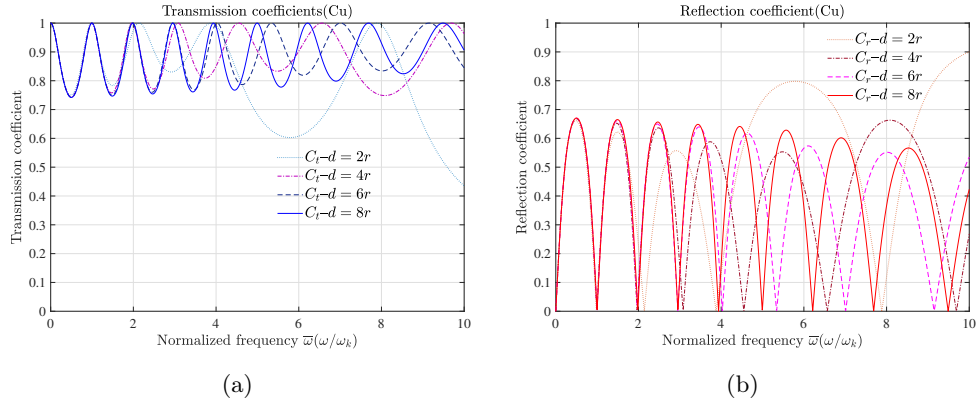 Transmission coefficients(Cu)
1
0.9
0.8
0.7
0.6
0.5
0.4
0.3
0.2
0.1
0
Transmission coefficient
C_t-d = 2r
C_t-d = 4r
C_t-d = 6r
C_t-d = 8r
0 2 4 6 8 10
Normalized frequency ω̅(ω/ω_k)
(a)
Reflection coefficient(Cu)
1
0.9
0.8
0.7
0.6
0.5
0.4
0.3
0.2
0.1
0
Reflection coefficient
C_r-d = 2r
C_r-d = 4r
C_r-d = 6r
C_r-d = 8r
0 2 4 6 8 10
Normalized frequency ω̅(ω/ω_k)
(b)